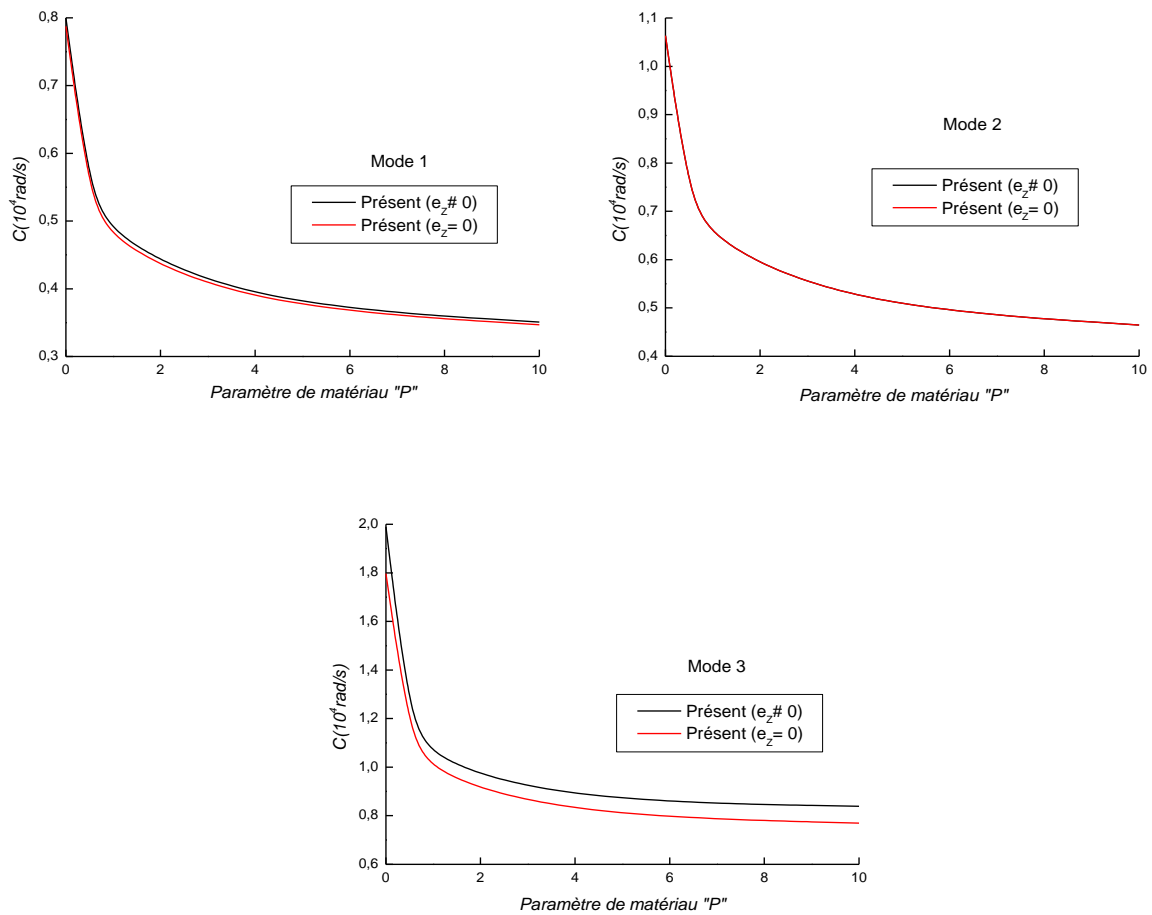 0,8
0,7
0,6
0,5
0,4
0,3
C(10⁴rad/s)
Mode 1
Présent (e_z# 0)
Présent (e_z= 0)
0 2 4 6 8 10
Paramètre de matériau "P"
1,1
1,0
0,9
0,8
0,7
0,6
0,5
0,4
C(10⁴rad/s)
Mode 2
Présent (e_z# 0)
Présent (e_z= 0)
0 2 4 6 8 10
Paramètre de matériau "P"
2,0
1,8
1,6
1,4
1,2
1,0
0,8
0,6
C(10⁴rad/s)
Mode 3
Présent (e_z# 0)
Présent (e_z= 0)
0 2 4 6 8 10
Paramètre de matériau "P"